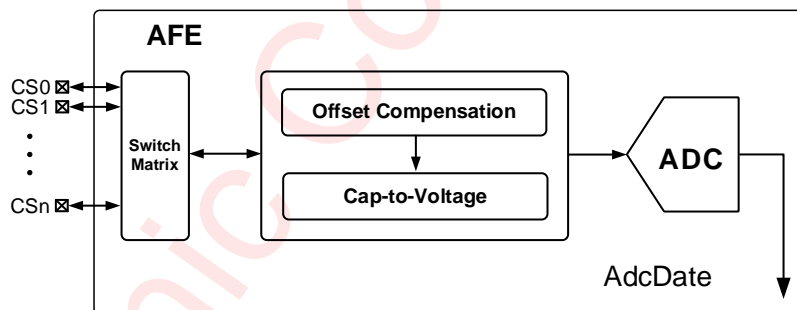 AFE
CS0
CS1
CSn
Switch
Matrix
Offset Compensation
Cap-to-Voltage
ADC
AdcDate